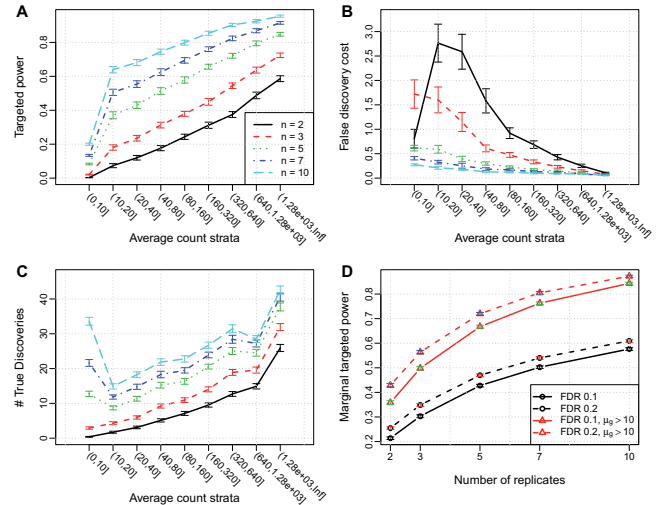 A
Targeted power
0.8
0.6
0.4
0.2
0.0
n = 2
n = 3
n = 5
n = 7
n = 10
(0,10]
(10,20]
(20,40]
(40,80]
(80,160]
(160,320]
(320,640]
(640,1.28e+03]
(1.28e+03,Inf]
Average count strata
B
False discovery cost
3.0
2.5
2.0
1.5
1.0
0.5
0.0
(0,10]
(10,20]
(20,40]
(40,80]
(80,160]
(160,320]
(320,640]
(640,1.28e+03]
(1.28e+03,Inf]
Average count strata
C
# True Discoveries
40
30
20
10
0
(0,10]
(10,20]
(20,40]
(40,80]
(80,160]
(160,320]
(320,640]
(640,1.28e+03]
(1.28e+03,Inf]
Average count strata
D
Marginal targeted power
0.8
0.7
0.6
0.5
0.4
0.3
0.2
FDR 0.1
FDR 0.2
FDR 0.1, μg > 10
FDR 0.2, μg > 10
2 3 5 7 10
Number of replicates